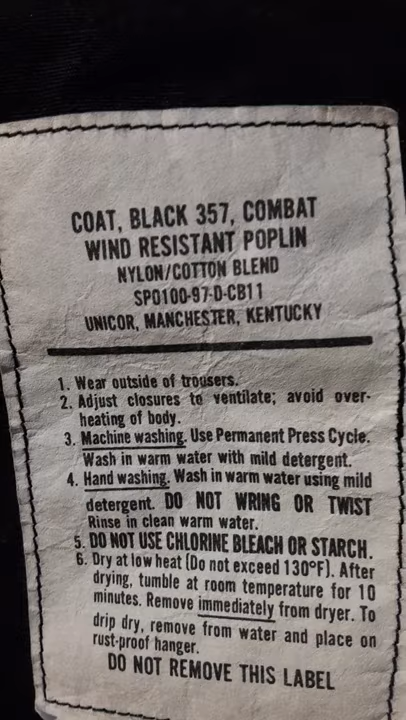 COAT, BLACK 357, COMBAT
WIND RESISTANT POPLIN
NYLON/COTTON BLEND
SPO100-97-D-CB11
UNICOR, MANCHESTER, KENTUCKY
1. Wear outside of trousers.
2. Adjust closures to ventilate; avoid over-
heating of body.
3. Machine washing. Use Permanent Press Cycle.
Wash in warm water with mild detergent.
4. Hand washing. Wash in warm water using mild
detergent. DO NOT WRING OR TWIST
Rinse in clean warm water.
5. DO NOT USE CHLORINE BLEACH OR STARCH.
6. Dry at low heat (Do not exceed 130°F). After
drying, tumble at room temperature for 10
minutes. Remove immediately from dryer. To
drip dry, remove from water and place on
rust-proof hanger.
DO NOT REMOVE THIS LABEL